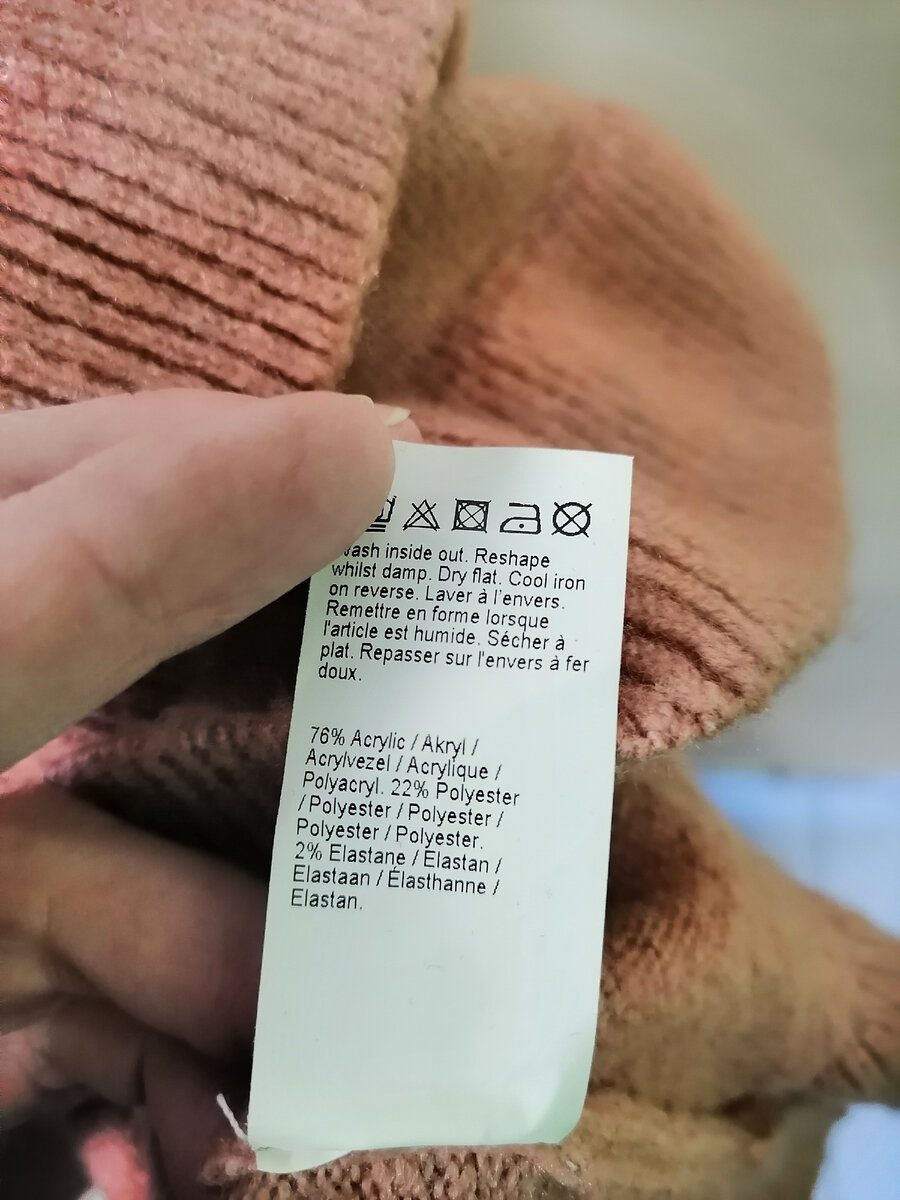 Wash inside out. Reshape
whilst damp. Dry flat. Cool iron
on reverse. Laver à l'envers.
Remettre en forme lorsque
l'article est humide. Sécher à
plat. Repasser sur l'envers à fer
doux.
76% Acrylic / Akryl /
Acrylvezel / Acrylique /
Polyacryl. 22% Polyester
/ Polyester / Polyester /
Polyester / Polyester.
2% Elastane / Elastan /
Elastaan / Élasthanne /
Elastan.